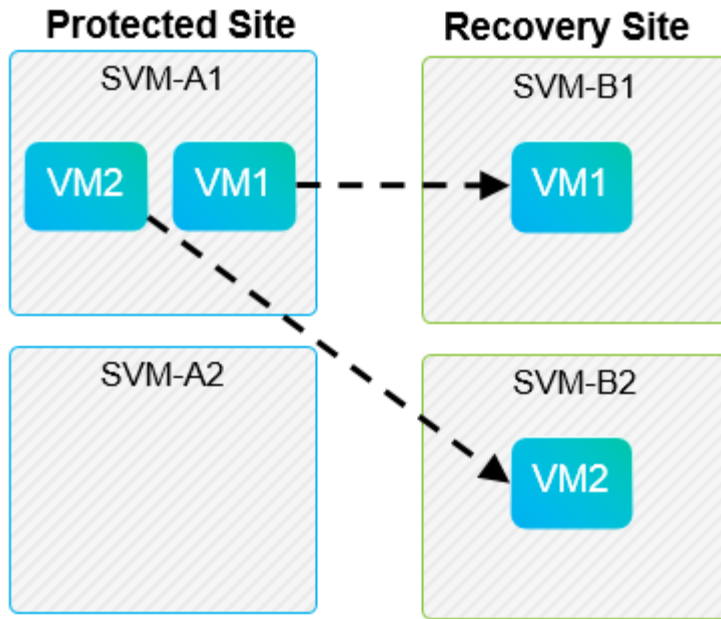 Protected Site
Recovery Site
SVM-A1
SVM-B1
VM2
VM1
VM1
SVM-A2
SVM-B2
VM2